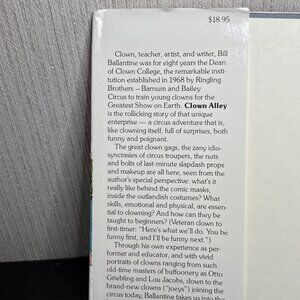 $18.95
Clown, teacher, artist, and writer, Bill
Ballantine was for eight years the Dean
of Clown College, the remarkable insti-
tution established in 1968 by Ringling
Brothers – Barnum and Bailey
Circus to train young clowns for the
Greatest Show on Earth. Clown Alley
is the rollicking story of that unique
enterprise — a circus adventure that is,
like clowning itself, full of surprises, both
funny and poignant.
The great clown gags, the zany idio-
syncrasies of circus troupers, the nuts
and bolts of last-minute slapdash props
and makeup are all here, seen from the
author's special perspective: what's it
really like behind the comic masks,
inside the outlandish costumes? What
skills, emotional and physical, are essen-
tial to clowning? And how can they be
taught to beginners? (Veteran clown to
first-timer: "Here's what we'll do. You be
funny first, and I'll be funny next.")
Through his own experience as per-
former and educator, and with vivid
portraits of clowns ranging from such
old-time masters of buffoonery as Otto
Griebling and Lou Jacobs, down to the
brand-new clowns ("joeys") joining the
circus today, Ballantine takes us into the